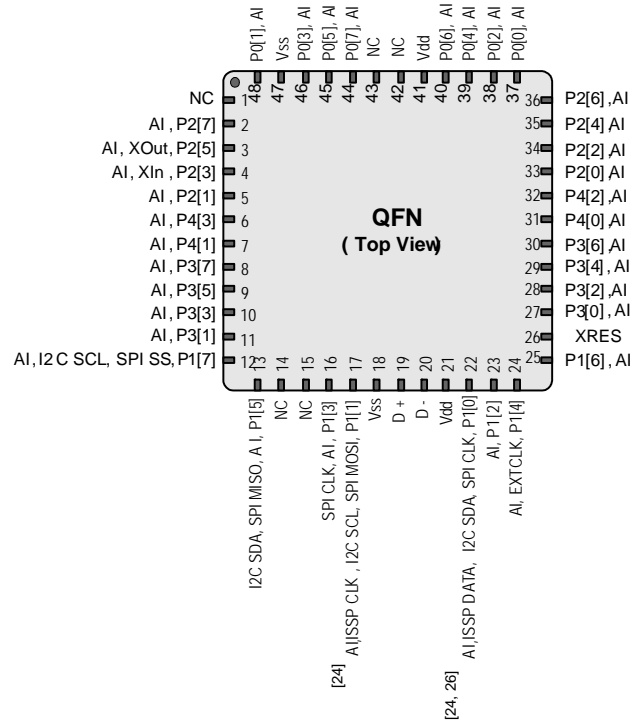 P0[1], AI
Vss
P0[3], AI
P0[5], AI
P0[7], AI
NC
NC
Vdd
P0[6], AI
P0[4], AI
P0[2], AI
P0[0], AI
48
47
46
45
44
43
42
41
40
39
38
37
NC 1
AI , P2[7] 2
AI, XOut, P2[5] 3
AI, XIn , P2[3] 4
AI , P2[1] 5
AI , P4[3] 6
AI , P4[1] 7
AI , P3[7] 8
AI , P3[5] 9
AI , P3[3] 10
AI , P3[1] 11
AI, I2 C SCL, SPI SS, P1[7] 12
QFN
( Top View)
36 P2[6] ,AI
35 P2[4] ,AI
34 P2[2] ,AI
33 P2[0] AI
32 P4[2] ,AI
31 P4[0] ,AI
30 P3[6] ,AI
29 P3[4] , AI
28 P3[2] ,AI
27 P3[0] , AI
26 XRES
25 P1[6] , AI
13
14
15
16
17
18
19
20
21
22
23
24
I2C SDA, SPI MISO, A I, P1[5]
NC
NC
SPI CLK, AI, P1[3]
[24] AI,ISSP CLK , I2C SCL, SPI MOSI, P1[1]
Vss
D +
D -
Vdd
[24, 26] AI,ISSP DATA, I2C SDA, SPI CLK, P1[0]
AI, P1[2]
AI, EXTCLK, P1[4]